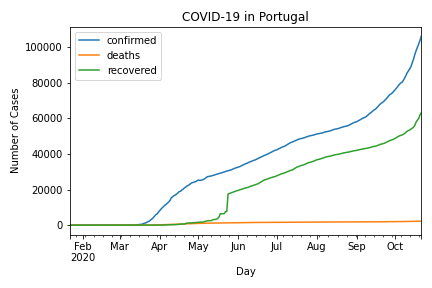 COVID-19 in Portugal
confirmed
deaths
recovered
Number of Cases
100000
80000
60000
40000
20000
0
Feb Mar Apr May Jun Jul Aug Sep Oct
2020
Day